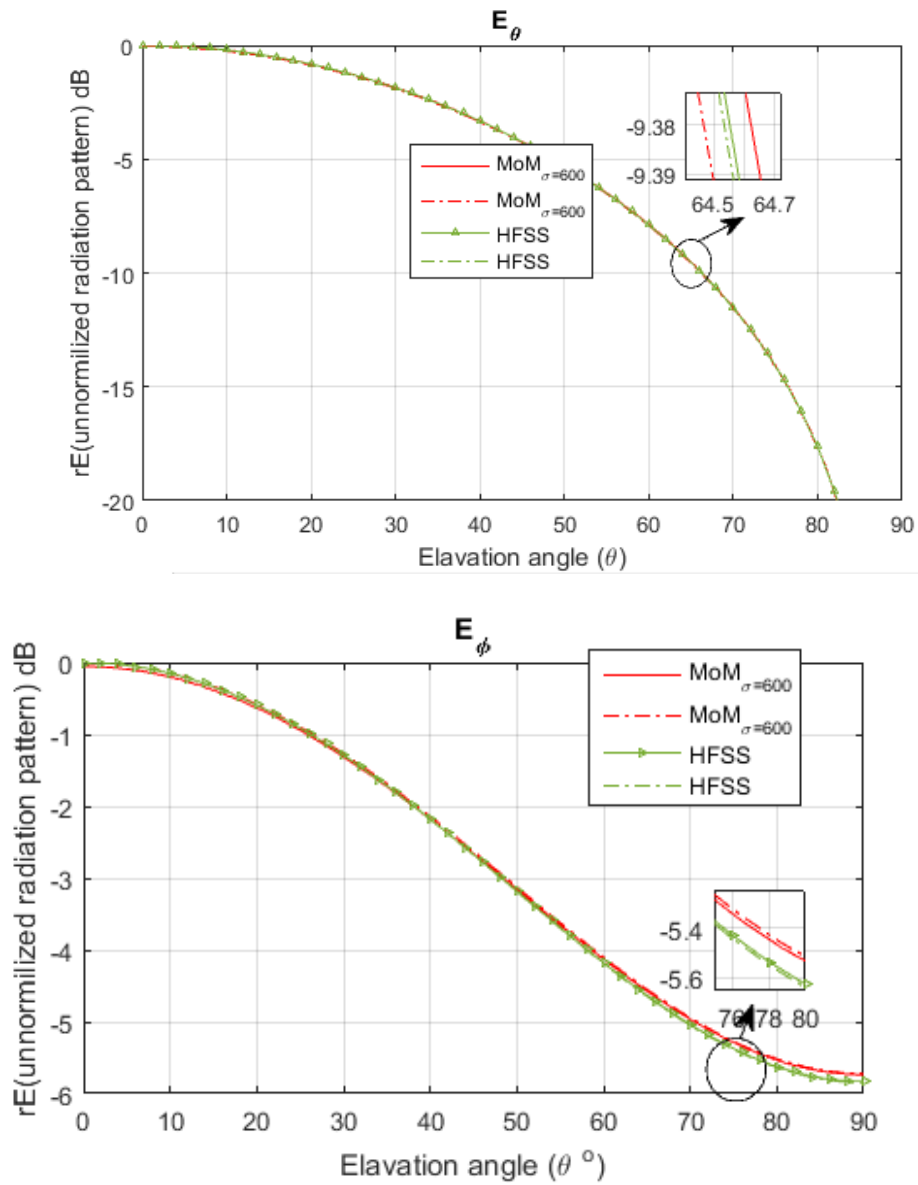 E_θ
rE(unnormilized radiation pattern) dB
0
-5
-10
-15
-20
MoM_σ=600
MoM_σ=600
HFSS
HFSS
-9.38
-9.39
64.5 64.7
0 10 20 30 40 50 60 70 80 90
Elavation angle (θ)
E_ϕ
rE(unnormilized radiation pattern) dB
0
-1
-2
-3
-4
-5
-6
MoM_σ=600
MoM_σ=600
HFSS
HFSS
-5.4
-5.6
76 78 80
0 10 20 30 40 50 60 70 80 90
Elavation angle (θ °)